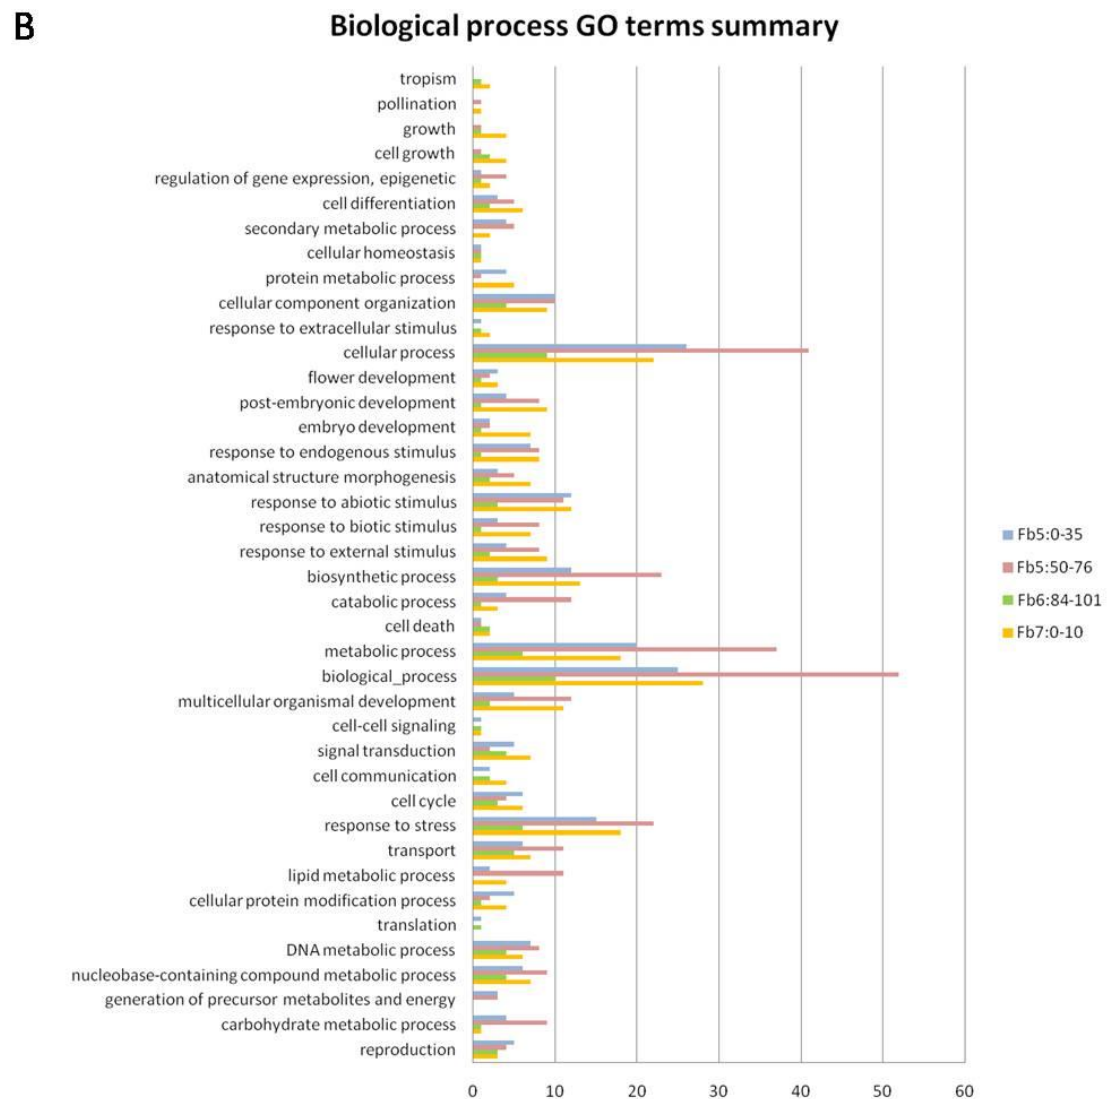 B
Biological process GO terms summary
tropism
pollination
growth
cell growth
regulation of gene expression, epigenetic
cell differentiation
secondary metabolic process
cellular homeostasis
protein metabolic process
cellular component organization
response to extracellular stimulus
cellular process
flower development
post-embryonic development
embryo development
response to endogenous stimulus
anatomical structure morphogenesis
response to abiotic stimulus
response to biotic stimulus
response to external stimulus
biosynthetic process
catabolic process
cell death
metabolic process
biological_process
multicellular organismal development
cell-cell signaling
signal transduction
cell communication
cell cycle
response to stress
transport
lipid metabolic process
cellular protein modification process
translation
DNA metabolic process
nucleobase-containing compound metabolic process
generation of precursor metabolites and energy
carbohydrate metabolic process
reproduction
0 10 20 30 40 50 60
Fb5:0-35
Fb5:50-76
Fb6:84-101
Fb7:0-10